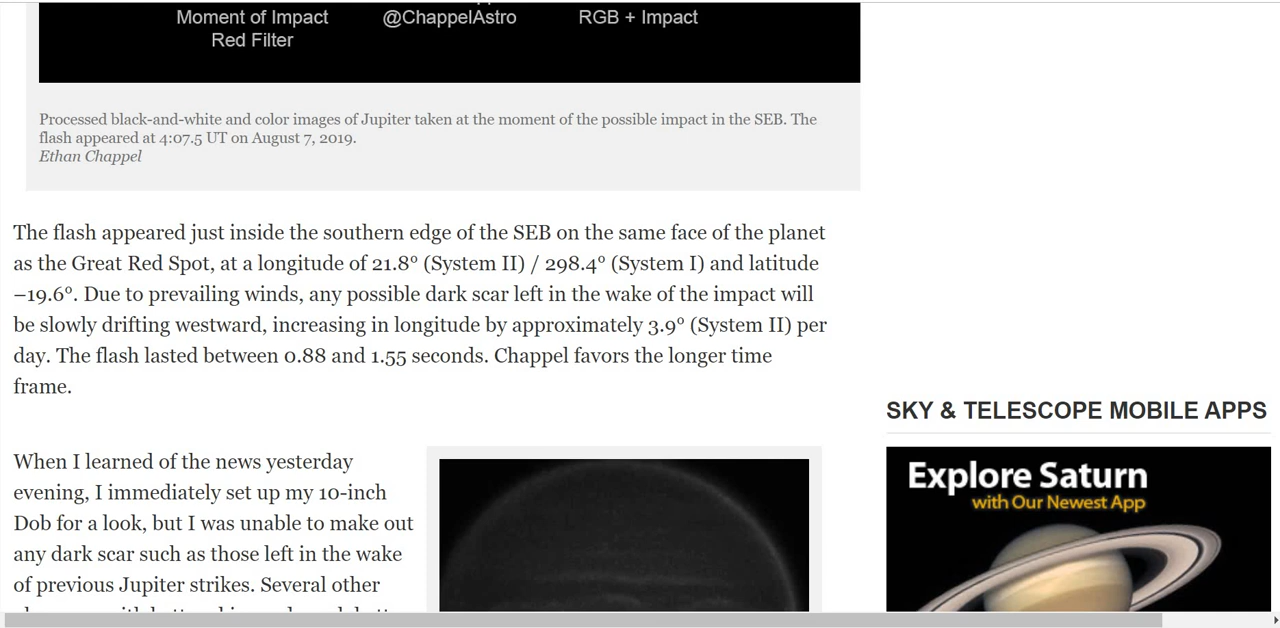 Moment of Impact
Red Filter
@ChappelAstro
RGB + Impact
Processed black-and-white and color images of Jupiter taken at the moment of the possible impact in the SEB. The
flash appeared at 4:07.5 UT on August 7, 2019.
Ethan Chappel
The flash appeared just inside the southern edge of the SEB on the same face of the planet
as the Great Red Spot, at a longitude of 21.8° (System II) / 298.4° (System I) and latitude
−19.6°. Due to prevailing winds, any possible dark scar left in the wake of the impact will
be slowly drifting westward, increasing in longitude by approximately 3.9° (System II) per
day. The flash lasted between 0.88 and 1.55 seconds. Chappel favors the longer time
frame.
When I learned of the news yesterday
evening, I immediately set up my 10-inch
Dob for a look, but I was unable to make out
any dark scar such as those left in the wake
of previous Jupiter strikes. Several other
SKY & TELESCOPE MOBILE APPS
Explore Saturn
with Our Newest App